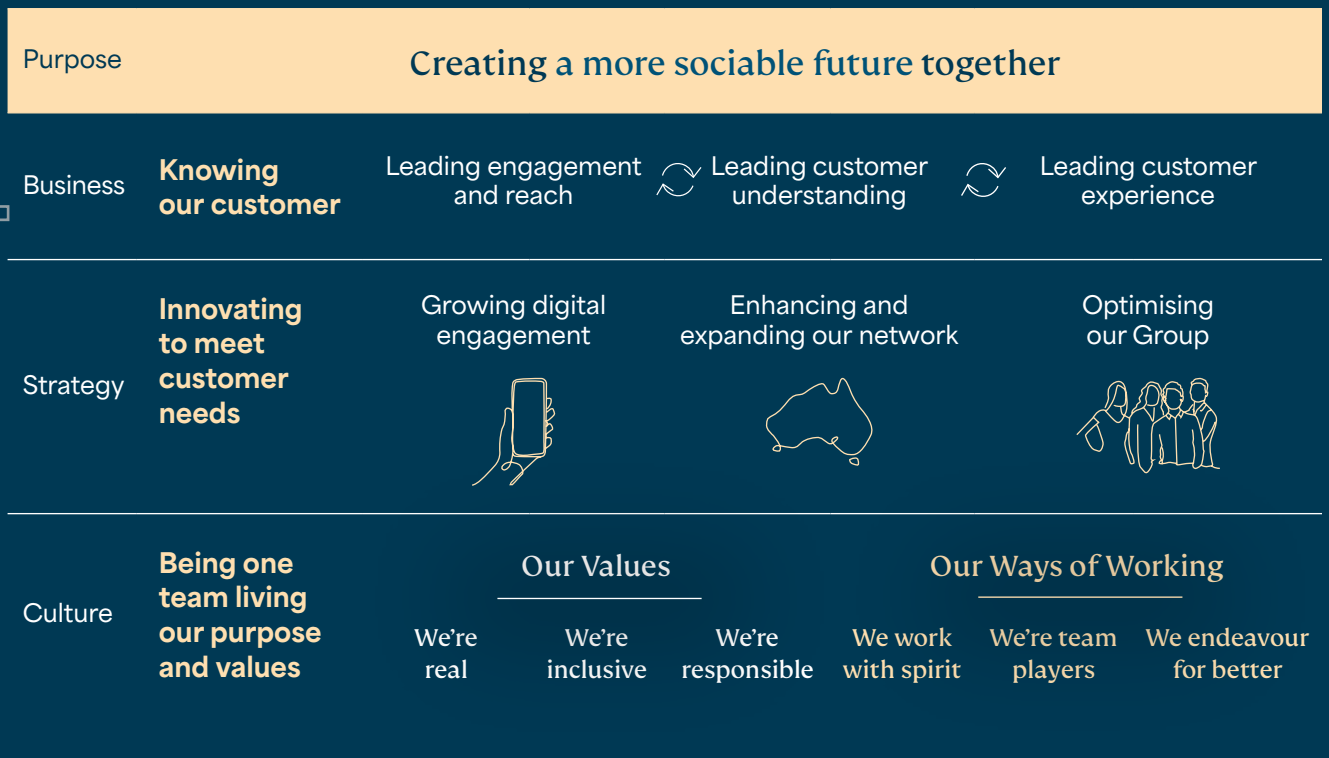 Purpose
Creating a more sociable future together
Business
Knowing
our customer
Leading engagement
and reach
Leading customer
understanding
Leading customer
experience
Strategy
Innovating
to meet
customer
needs
Growing digital
engagement
Enhancing and
expanding our network
Optimising
our Group
Culture
Being one
team living
our purpose
and values
Our Values
We’re
real
We’re
inclusive
We’re
responsible
Our Ways of Working
We work
with spirit
We’re team
players
We endeavour
for better